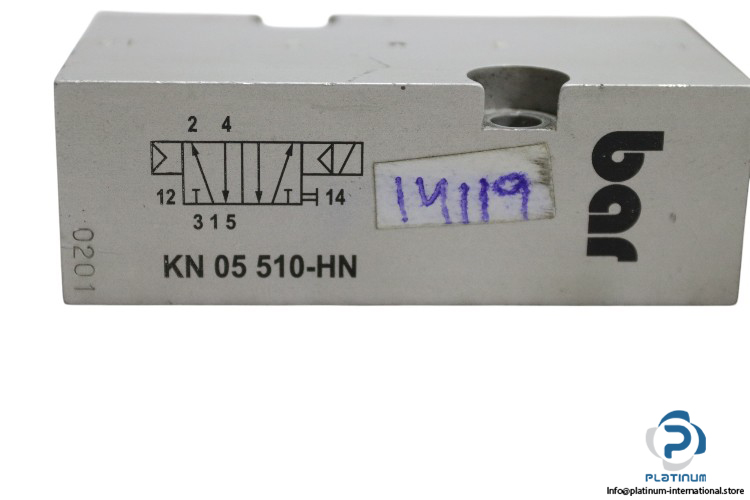 2 4
12 14
3 1 5
KN 05 510-HN
0201
14119
bar
PLATINUM
Info@platinum-international.store